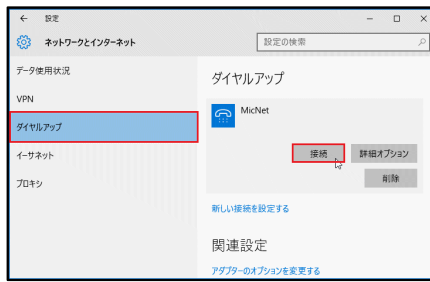 ← 設定
ネットワークとインターネット
設定の検索
データ使用状況
VPN
ダイヤルアップ
イーサネット
プロキシ
ダイヤルアップ
MicNet
接続
詳細オプション
削除
新しい接続を設定する
関連設定
アダプターのオプションを変更する